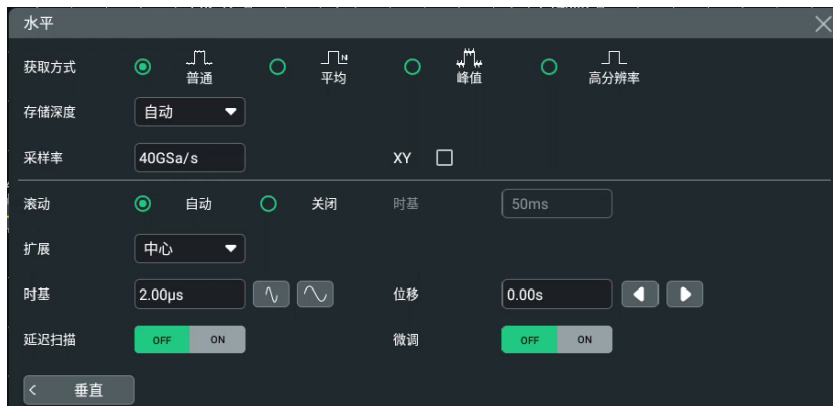 水平
获取方式 普通 平均 峰值 高分辨率
存储深度 自动
采样率 40GSa/s XY
滚动 自动 关闭 时基 50ms
扩展 中心
时基 2.00μs 位移 0.00s
延迟扫描 OFF ON 微调 OFF ON
< 垂直